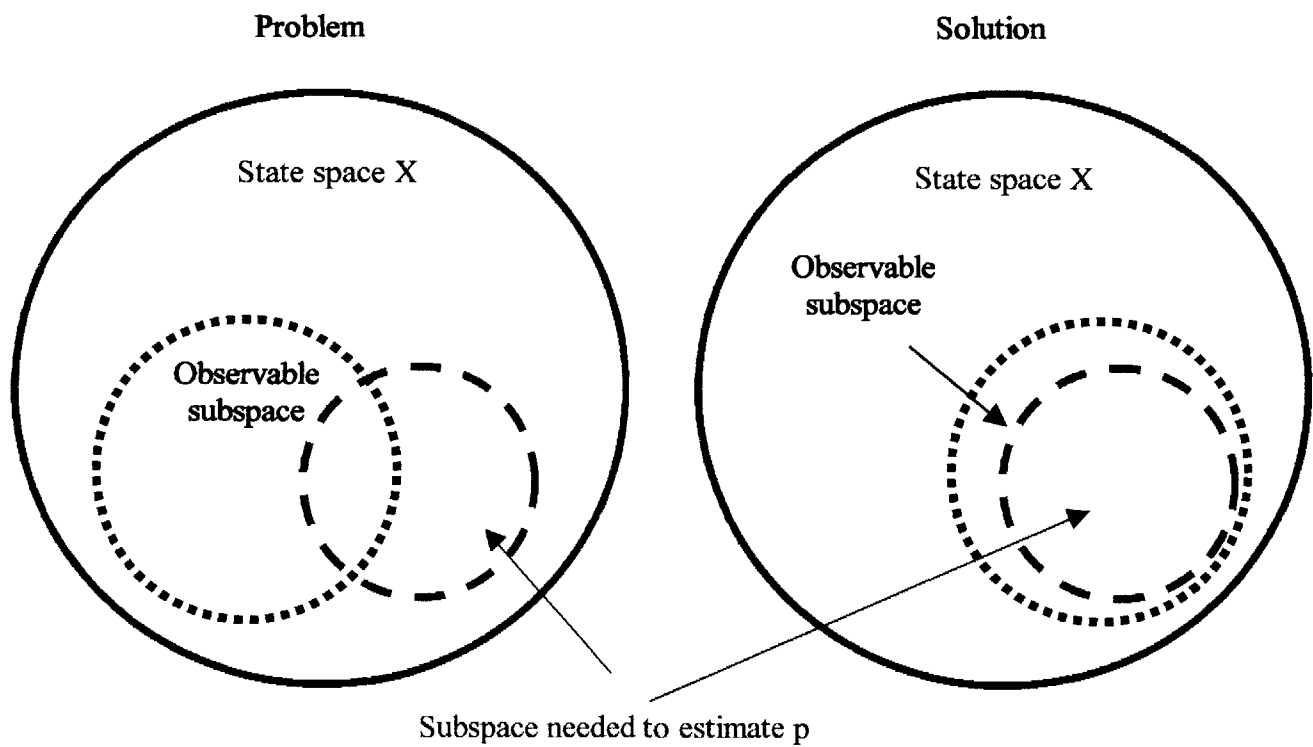 Problem
State space X
Observable
subspace
Solution
State space X
Observable
subspace
Subspace needed to estimate p